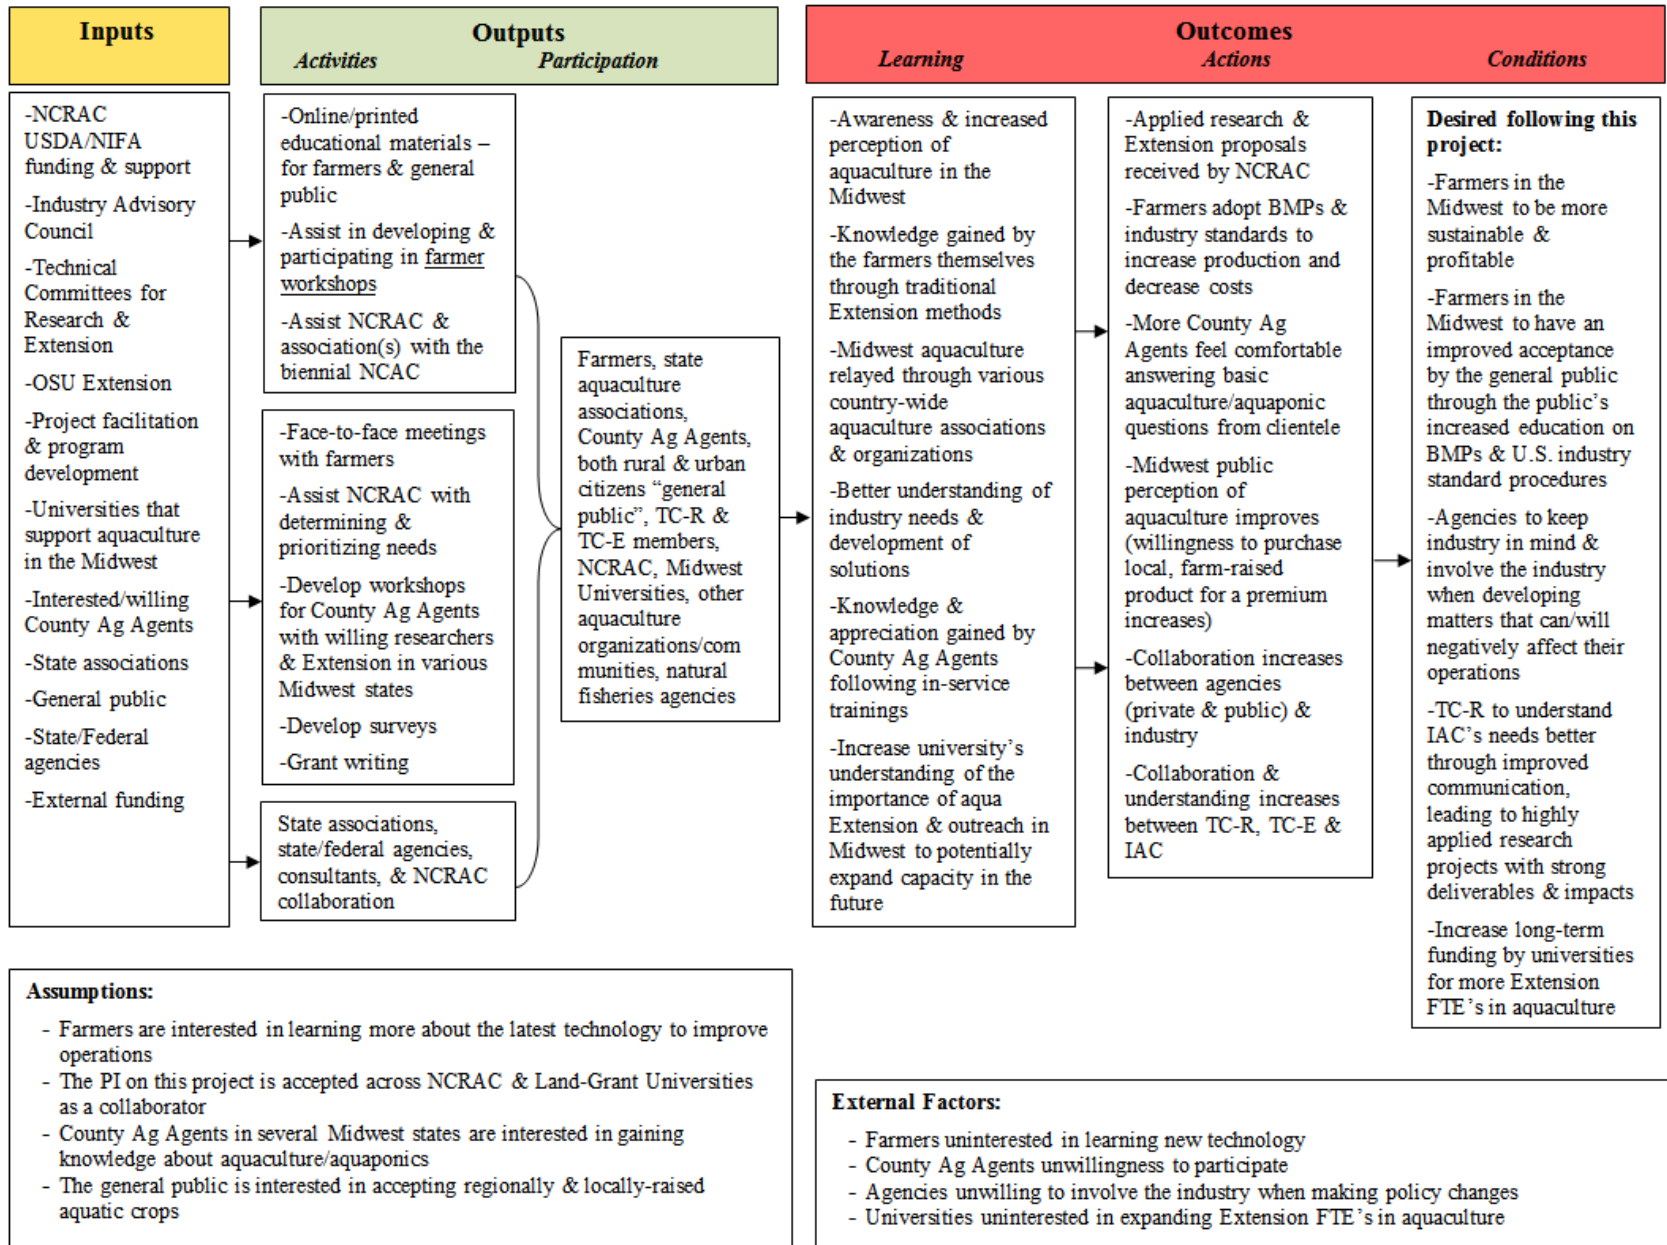 Inputs
Outputs
Activities
Participation
Outcomes
Learning
Actions
Conditions
-NCRAC
USDA/NIFA
funding & support
-Industry Advisory
Council
-Technical
Committees for
Research &
Extension
-OSU Extension
-Project facilitation
& program
development
-Universities that
support aquaculture
in the Midwest
-Interested/willing
County Ag Agents
-State associations
-General public
-State/Federal
agencies
-External funding
-Online/printed
educational materials –
for farmers & general
public
-Assist in developing &
participating in farmer
workshops
-Assist NCRAC &
association(s) with the
biennial NCAC
-Face-to-face meetings
with farmers
-Assist NCRAC with
determining &
prioritizing needs
-Develop workshops
for County Ag Agents
with willing researchers
& Extension in various
Midwest states
-Develop surveys
-Grant writing
State associations,
state/federal agencies,
consultants, & NCRAC
collaboration
Farmers, state
aquaculture
associations,
County Ag Agents,
both rural & urban
citizens “general
public”, TC-R &
TC-E members,
NCRAC, Midwest
Universities, other
aquaculture
organizations/com
munities, natural
fisheries agencies
-Awareness & increased
perception of
aquaculture in the
Midwest
-Knowledge gained by
the farmers themselves
through traditional
Extension methods
-Midwest aquaculture
relayed through various
country-wide
aquaculture associations
& organizations
-Better understanding of
industry needs &
development of
solutions
-Knowledge &
appreciation gained by
County Ag Agents
following in-service
trainings
-Increase university’s
understanding of the
importance of aqua
Extension & outreach in
Midwest to potentially
expand capacity in the
future
-Applied research &
Extension proposals
received by NCRAC
-Farmers adopt BMPs &
industry standards to
increase production and
decrease costs
-More County Ag
Agents feel comfortable
answering basic
aquaculture/aquaponic
questions from clientele
-Midwest public
perception of
aquaculture improves
(willingness to purchase
local, farm-raised
product for a premium
increases)
-Collaboration increases
between agencies
(private & public) &
industry
-Collaboration &
understanding increases
between TC-R, TC-E &
IAC
Desired following this
project:
-Farmers in the
Midwest to be more
sustainable &
profitable
-Farmers in the
Midwest to have an
improved acceptance
by the general public
through the public’s
increased education on
BMPs & U.S. industry
standard procedures
-Agencies to keep
industry in mind &
involve the industry
when developing
matters that can/will
negatively affect their
operations
-TC-R to understand
IAC’s needs better
through improved
communication,
leading to highly
applied research
projects with strong
deliverables & impacts
-Increase long-term
funding by universities
for more Extension
FTE’s in aquaculture
Assumptions:
- Farmers are interested in learning more about the latest technology to improve
operations
- The PI on this project is accepted across NCRAC & Land-Grant Universities
as a collaborator
- County Ag Agents in several Midwest states are interested in gaining
knowledge about aquaculture/aquaponics
- The general public is interested in accepting regionally & locally-raised
aquatic crops
External Factors:
- Farmers uninterested in learning new technology
- County Ag Agents unwillingness to participate
- Agencies unwilling to involve the industry when making policy changes
- Universities uninterested in expanding Extension FTE’s in aquaculture